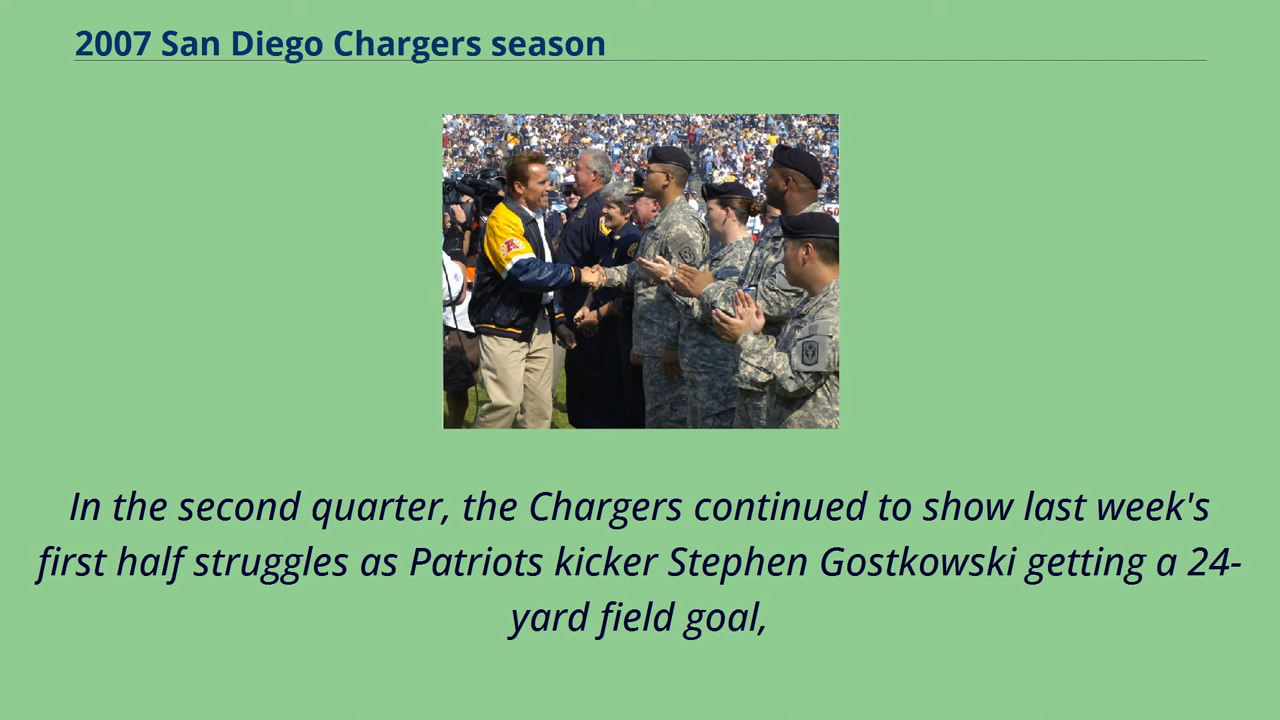 2007 San Diego Chargers season
In the second quarter, the Chargers continued to show last week's
first half struggles as Patriots kicker Stephen Gostkowski getting a 24-
yard field goal,